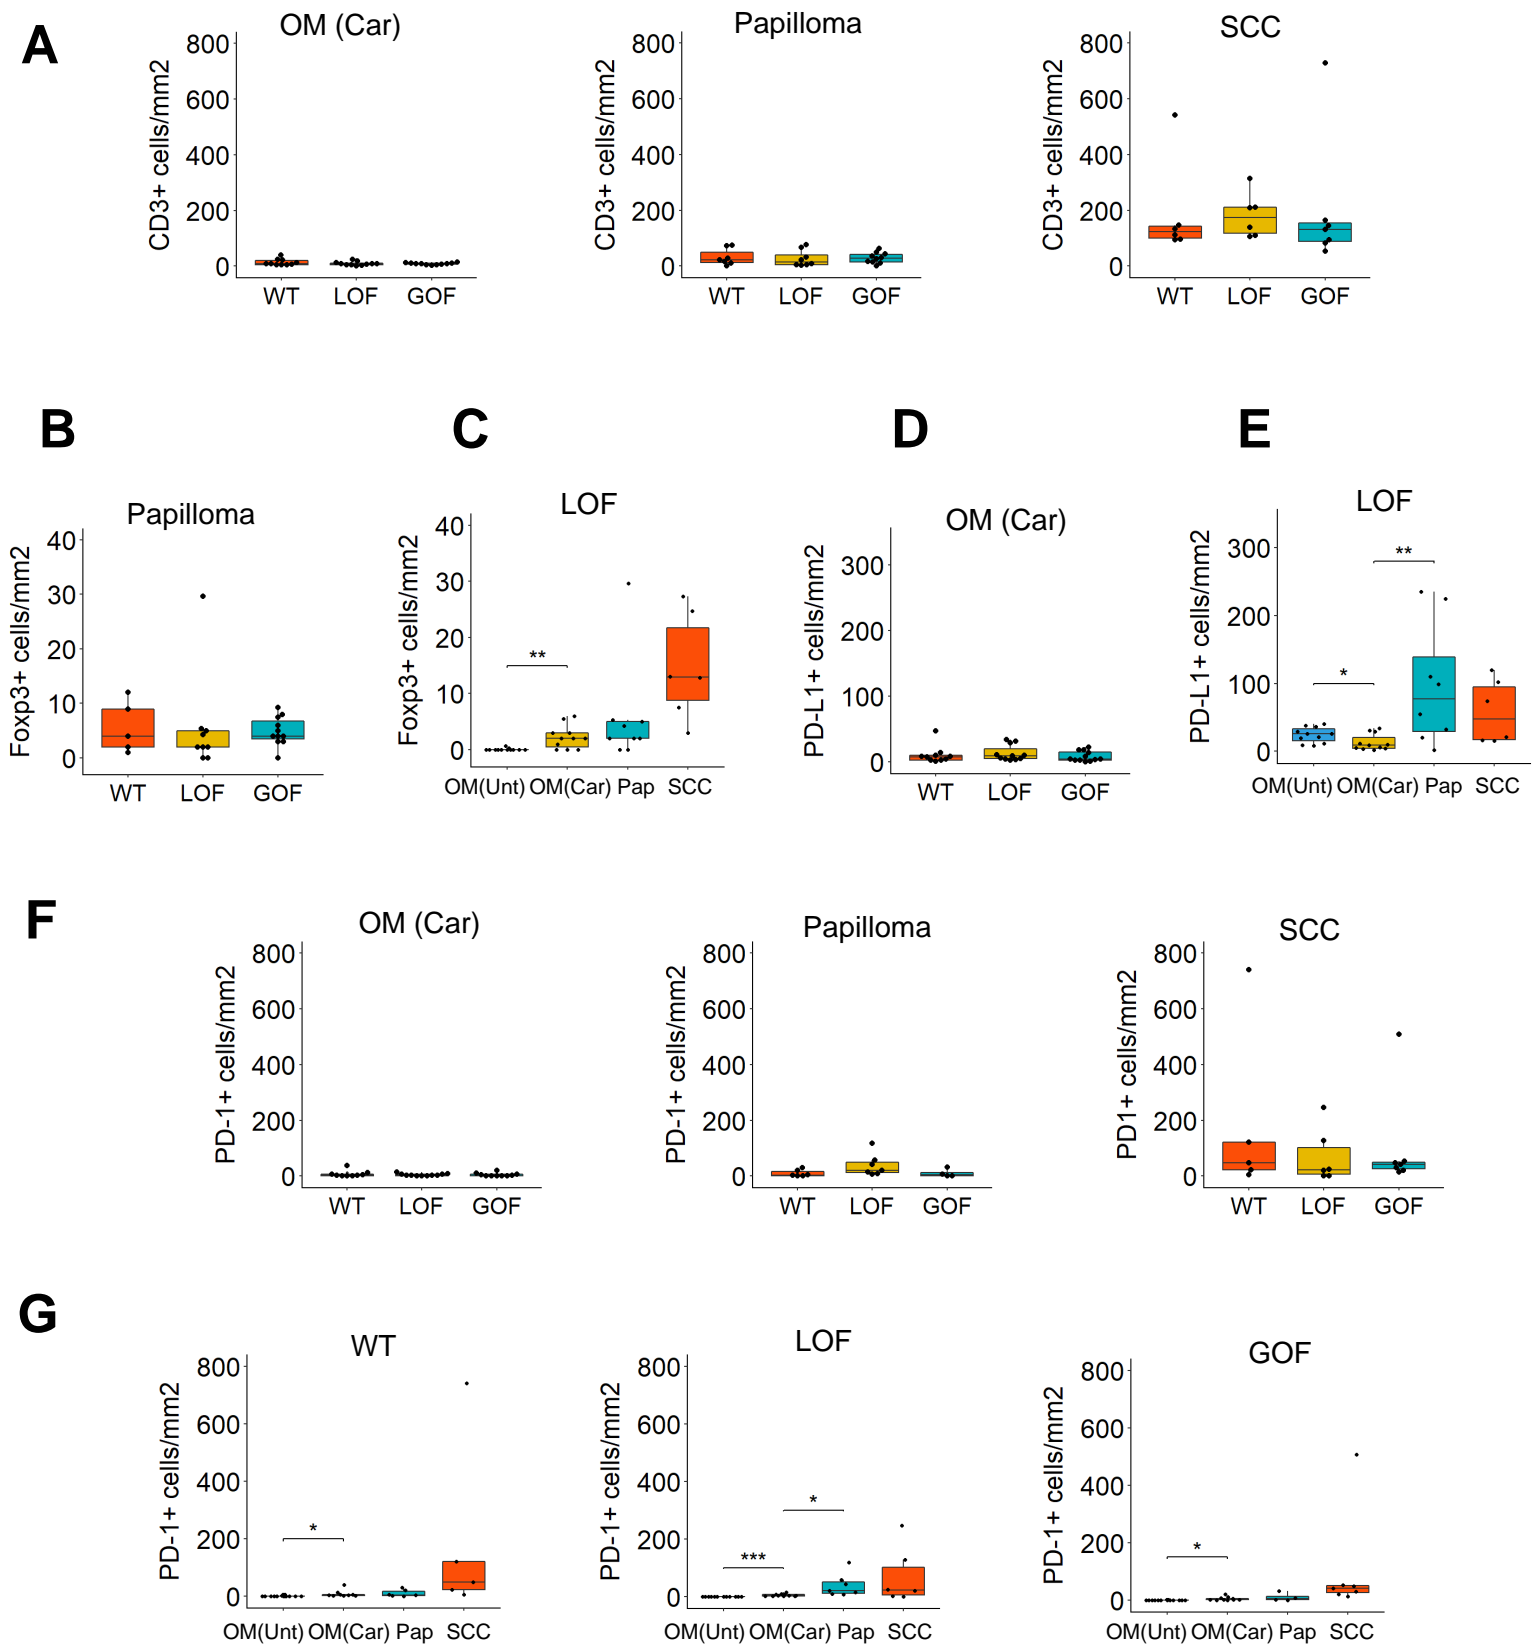 A
OM (Car)
CD3+ cells/mm2
800
600
400
200
0
WT LOF GOF
Papilloma
CD3+ cells/mm2
800
600
400
200
0
WT LOF GOF
SCC
CD3+ cells/mm2
800
600
400
200
0
WT LOF GOF
B
Papilloma
Foxp3+ cells/mm2
40
30
20
10
0
WT LOF GOF
C
LOF
Foxp3+ cells/mm2
40
30
20
10
0
**
OM(Unt) OM(Car) Pap SCC
D
OM (Car)
PD-L1+ cells/mm2
300
200
100
0
WT LOF GOF
E
LOF
PD-L1+ cells/mm2
300
200
100
0
**
*
OM(Unt) OM(Car) Pap SCC
F
OM (Car)
PD-1+ cells/mm2
800
600
400
200
0
WT LOF GOF
Papilloma
PD-1+ cells/mm2
800
600
400
200
0
WT LOF GOF
SCC
PD1+ cells/mm2
800
600
400
200
0
WT LOF GOF
G
WT
PD-1+ cells/mm2
800
600
400
200
0
*
OM(Unt) OM(Car) Pap SCC
LOF
PD-1+ cells/mm2
800
600
400
200
0
*
***
OM(Unt) OM(Car) Pap SCC
GOF
PD-1+ cells/mm2
800
600
400
200
0
*
OM(Unt) OM(Car) Pap SCC